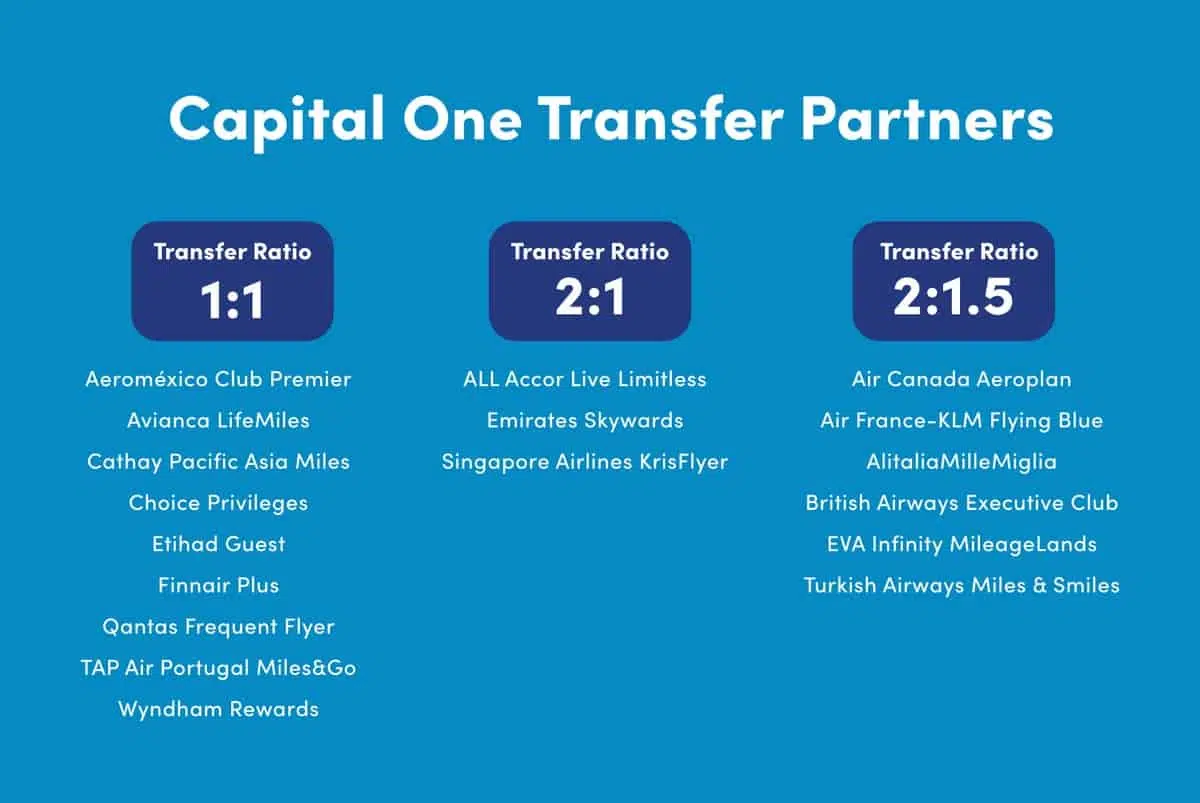 Capital One Transfer Partners
Transfer Ratio
1:1
Aeroméxico Club Premier
Avianca LifeMiles
Cathay Pacific Asia Miles
Choice Privileges
Etihad Guest
Finnair Plus
Qantas Frequent Flyer
TAP Air Portugal Miles&Go
Wyndham Rewards
Transfer Ratio
2:1
ALL Accor Live Limitless
Emirates Skywards
Singapore Airlines KrisFlyer
Transfer Ratio
2:1.5
Air Canada Aeroplan
Air France-KLM Flying Blue
AlitaliaMilleMiglia
British Airways Executive Club
EVA Infinity MileageLands
Turkish Airways Miles & Smiles